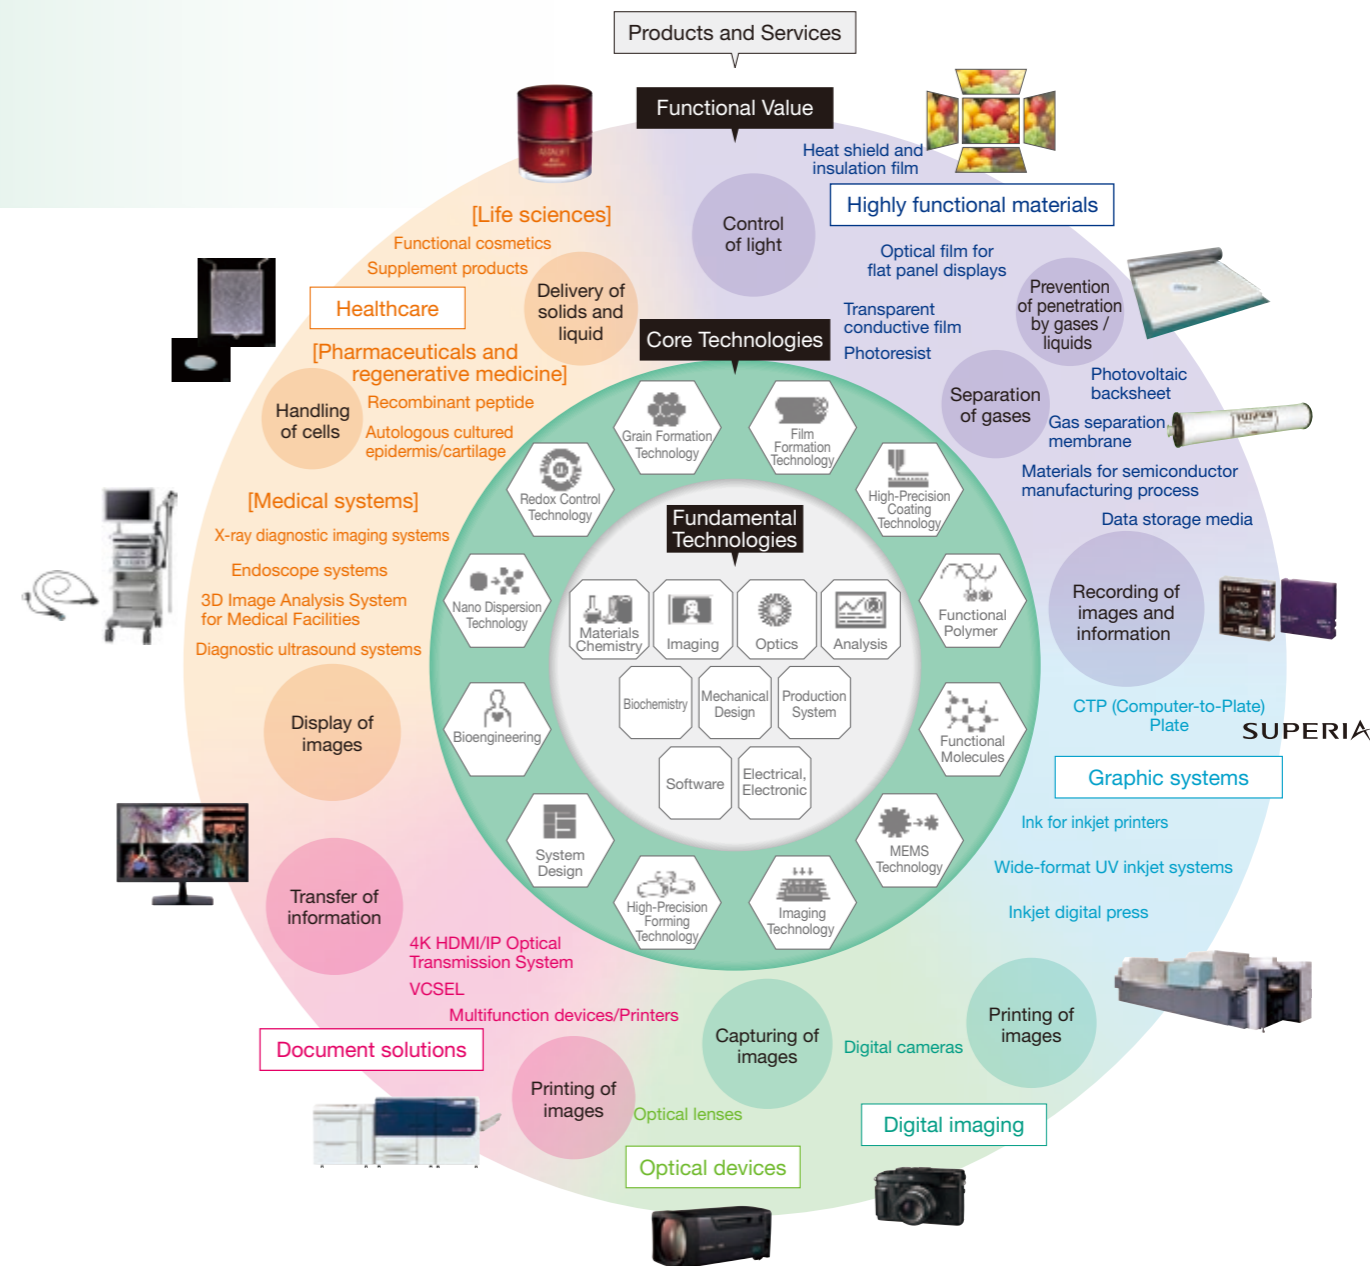 Products and Services
Functional Value
Heat shield and
insulation film
Highly functional materials
Control
of light
Optical film for
flat panel displays
Prevention
of penetration
by gases /
liquids
Transparent
conductive film
Photoresist
Separation
of gases
Photovoltaic
backsheet
Gas separation
membrane
Materials for semiconductor
manufacturing process
Data storage media
Recording of
images and
information
CTP (Computer-to-Plate)
Plate
SUPERIA
Graphic systems
Ink for inkjet printers
Wide-format UV inkjet systems
Inkjet digital press
Printing of
images
Digital cameras
Capturing of
images
Digital imaging
Optical lenses
Optical devices
Printing of
images
Document solutions
Multifunction devices/Printers
VCSEL
4K HDMI/IP Optical
Transmission System
Transfer of
information
Display of
images
[Life sciences]
Functional cosmetics
Supplement products
Delivery of
solids and
liquid
Healthcare
[Pharmaceuticals and
regenerative medicine]
Handling
of cells
Recombinant peptide
Autologous cultured
epidermis/cartilage
[Medical systems]
X-ray diagnostic imaging systems
Endoscope systems
3D Image Analysis System
for Medical Facilities
Diagnostic ultrasound systems
Core Technologies
Grain Formation
Technology
Film
Formation
Technology
High-Precision
Coating
Technology
Functional
Polymer
Functional
Molecules
MEMS
Technology
Imaging
Technology
High-Precision
Forming
Technology
System
Design
Bioengineering
Nano Dispersion
Technology
Redox Control
Technology
Fundamental
Technologies
Materials
Chemistry
Imaging
Optics
Analysis
Biochemistry
Mechanical
Design
Production
System
Software
Electrical,
Electronic